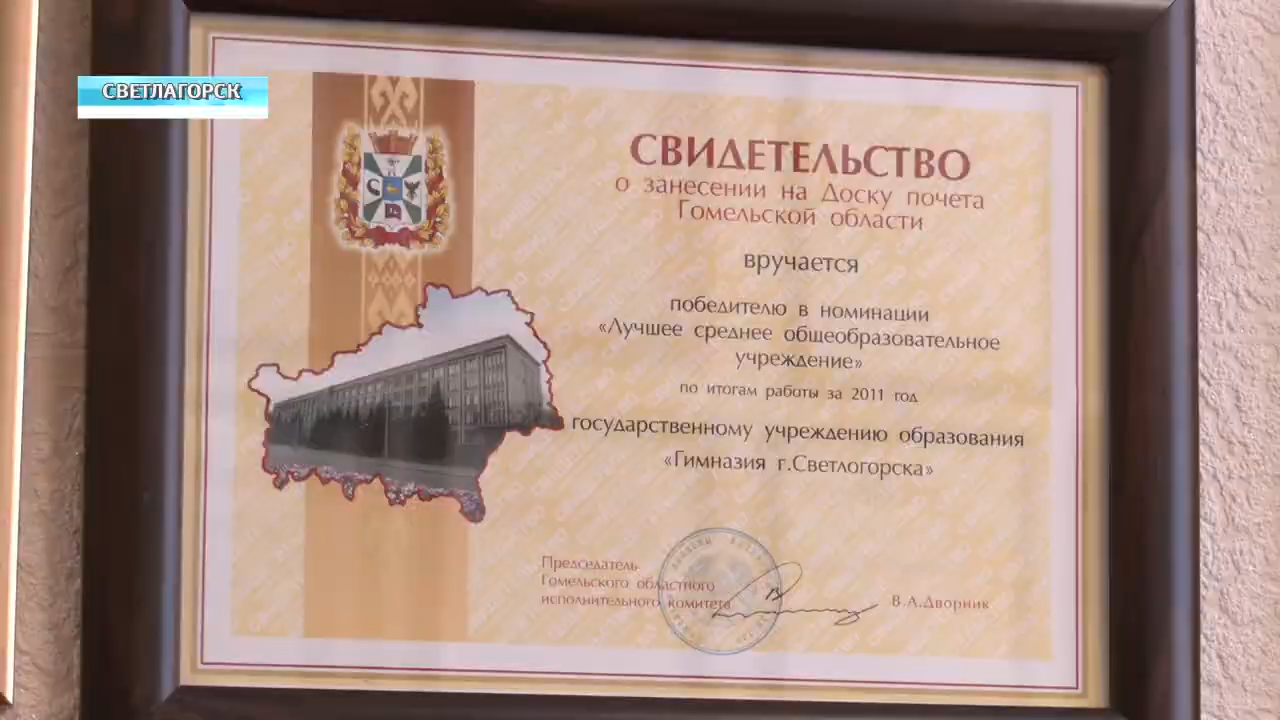 СВЕТЛАГОРСК
СВИДЕТЕЛЬСТВО
о занесении на Доску почета
Гомельской области
вручается
победителю в номинации
«Лучшее среднее общеобразовательное
учреждение»
по итогам работы за 2011 год
государственному учреждению образования
«Гимназия г.Светлогорска»
Председатель
Гомельского областного
исполнительного комитета
В.А.Дворник